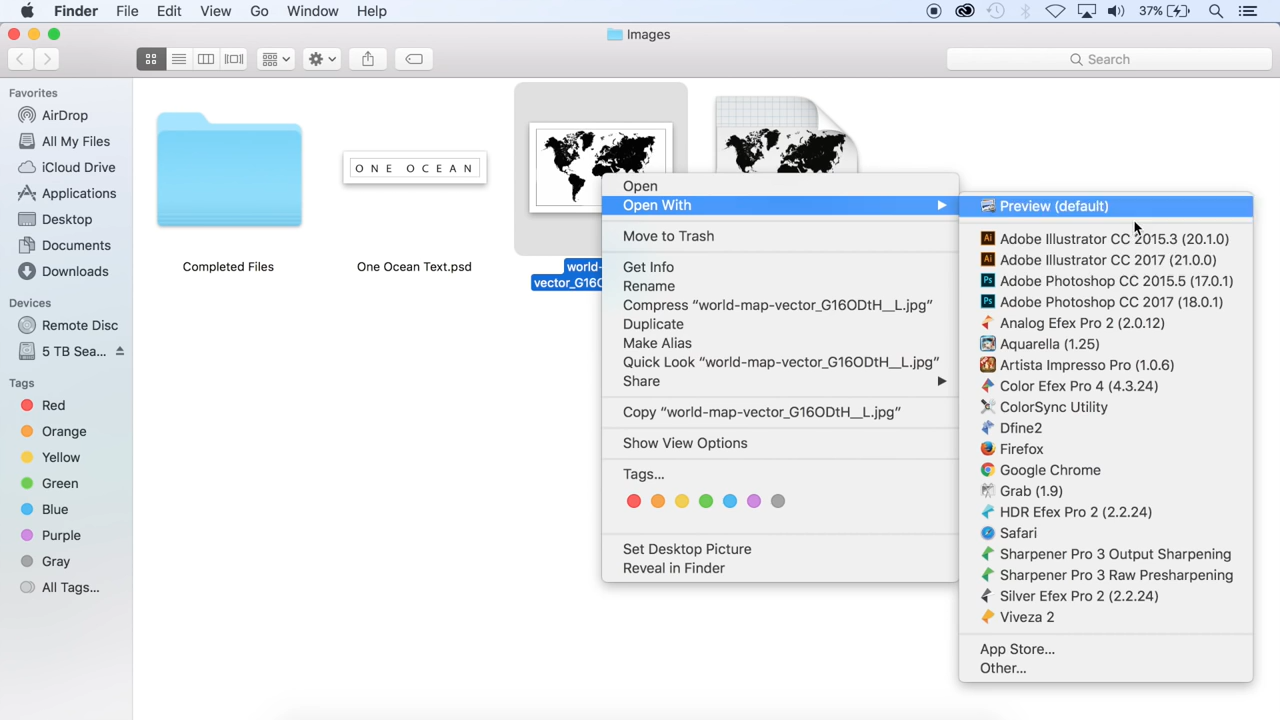 Finder File Edit View Go Window Help 37%
Images
Search
Favorites
AirDrop
All My Files
iCloud Drive
Applications
Desktop
Documents
Downloads
Devices
Remote Disc
5 TB Sea...
Tags
Red
Orange
Yellow
Green
Blue
Purple
Gray
All Tags...
Completed Files
ONE OCEAN
One Ocean Text.psd
world-
vector_G16O
Open
Open With
Move to Trash
Get Info
Rename
Compress “world-map-vector_G16ODtH__L.jpg”
Duplicate
Make Alias
Quick Look “world-map-vector_G16ODtH__L.jpg”
Share
Copy “world-map-vector_G16ODtH__L.jpg”
Show View Options
Tags...
Set Desktop Picture
Reveal in Finder
Preview (default)
Ai Adobe Illustrator CC 2015.3 (20.1.0)
Ai Adobe Illustrator CC 2017 (21.0.0)
Ps Adobe Photoshop CC 2015.5 (17.0.1)
Ps Adobe Photoshop CC 2017 (18.0.1)
Analog Efex Pro 2 (2.0.12)
Aquarella (1.25)
Artista Impresso Pro (1.0.6)
Color Efex Pro 4 (4.3.24)
ColorSync Utility
Dfine2
Firefox
Google Chrome
Grab (1.9)
HDR Efex Pro 2 (2.2.24)
Safari
Sharpener Pro 3 Output Sharpening
Sharpener Pro 3 Raw Presharpening
Silver Efex Pro 2 (2.2.24)
Viveza 2
App Store...
Other...